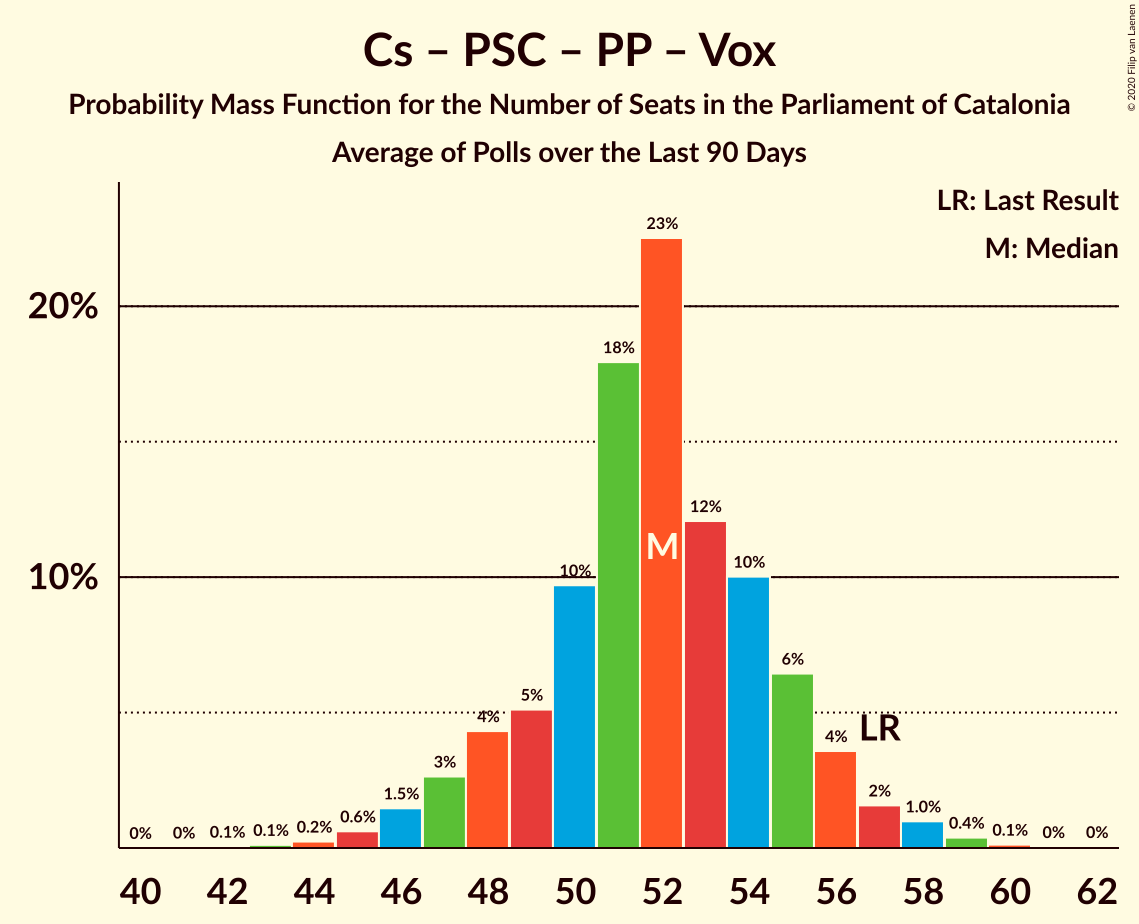 Cs – PSC – PP – Vox
Probability Mass Function for the Number of Seats in the Parliament of Catalonia
Average of Polls over the Last 90 Days
© 2020 Filip van Laenen
LR: Last Result
M: Median
20%
10%
0% 0% 0.1% 0.1% 0.2% 0.6% 1.5% 3% 4% 5% 10% 18% 23% 12% 10% 6% 4% 2% 1.0% 0.4% 0.1% 0% 0%
M
LR
40 42 44 46 48 50 52 54 56 58 60 62